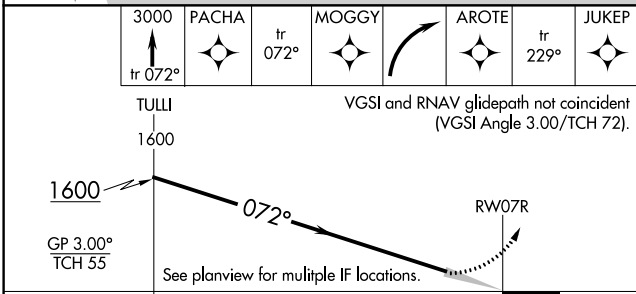 3000
tr 072°
PACHA
tr
072°
MOGGY
AROTE
tr
229°
JUKEP
TULLI
1600
VGSI and RNAV glidepath not coincident
(VGSI Angle 3.00/TCH 72).
1600
072°
RW07R
GP 3.00°
TCH 55
See planview for mulitple IF locations.